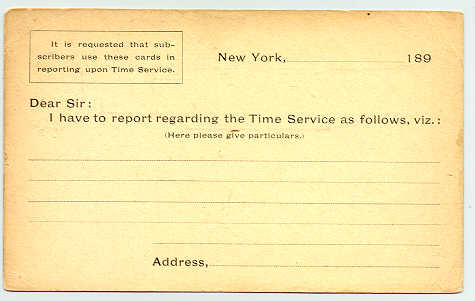 It is requested that sub-
scribers use these cards in
reporting upon Time Service.
New York, 189
Dear Sir:
I have to report regarding the Time Service as follows, viz.:
(Here please give particulars.)
Address,